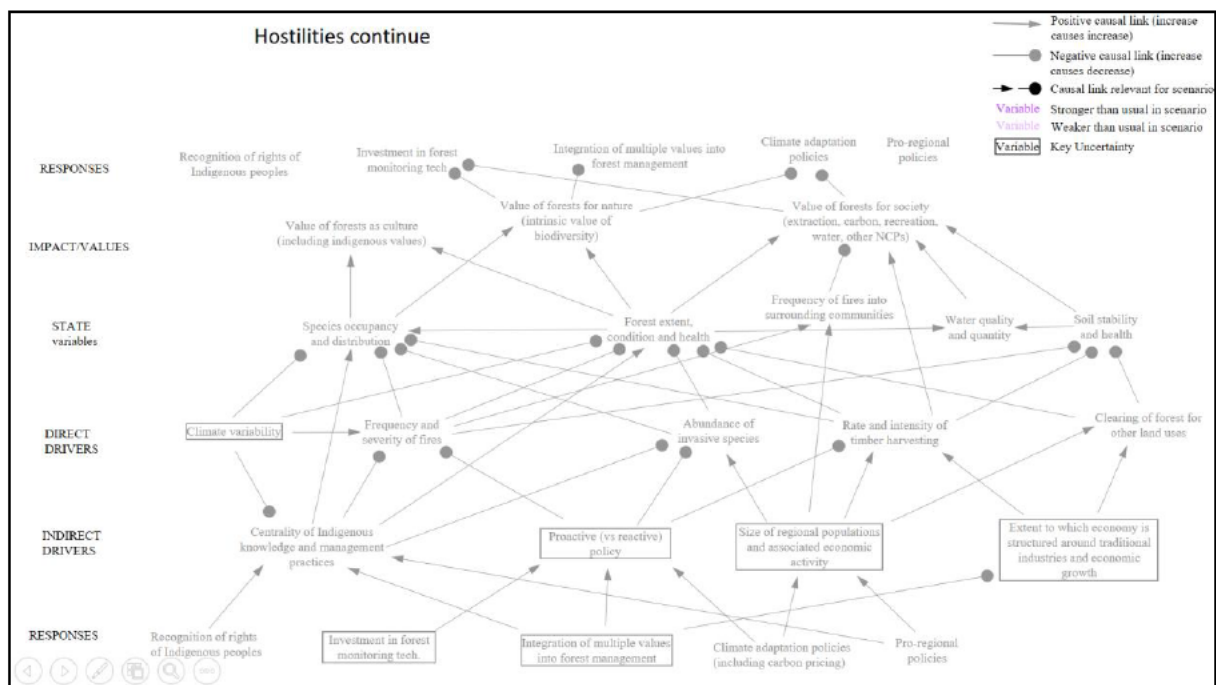 Hostilities continue
Positive causal link (increase
causes increase)
Negative causal link (increase
causes decrease)
Causal link relevant for scenario
Variable Stronger than usual in scenario
Variable Weaker than usual in scenario
Variable Key Uncertainty
RESPONSES
Recognition of rights of
Indigenous peoples
Investment in forest
monitoring tech.
Integration of multiple values into
forest management
Climate adaptation
policies
Pro-regional
policies
IMPACT/VALUES
Value of forests as culture
(including indigenous values)
Value of forests for nature
(intrinsic value of
biodiversity)
Value of forests for society
(extraction, carbon, recreation,
water, other NCPs)
STATE
variables
Species occupancy
and distribution
Forest extent,
condition and health
Frequency of fires into
surrounding communities
Water quality
and quantity
Soil stability
and health
DIRECT
DRIVERS
Climate variability
Frequency and
severity of fires
Abundance of
invasive species
Rate and intensity of
timber harvesting
Clearing of forest for
other land uses
INDIRECT
DRIVERS
Centrality of Indigenous
knowledge and management
practices
Proactive (vs reactive)
policy
Size of regional populations
and associated economic
activity
Extent to which economy is
structured around traditional
industries and economic
growth
RESPONSES
Recognition of rights
of Indigenous peoples
Investment in forest
monitoring tech.
Integration of multiple values
into forest management
Climate adaptation policies
(including carbon pricing)
Pro-regional
policies